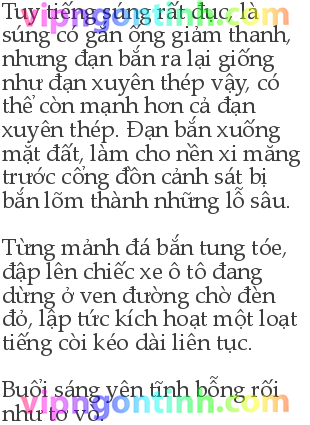 Tuy tiếng súng rất đục, là
súng có gắn ống giảm thanh,
nhưng đạn bắn ra lại giống
như đạn xuyên thép vậy, có
thể còn mạnh hơn cả đạn
xuyên thép. Đạn bắn xuống
mặt đất, làm cho nền xi măng
trước cổng đồn cảnh sát bị
bắn lõm thành những lỗ sâu.
Từng mảnh đá bắn tung tóe,
đập lên chiếc xe ô tô đang
dừng ở ven đường chờ đèn
đỏ, lập tức kích hoạt một loạt
tiếng còi kéo dài liên tục.
Buổi sáng yên tĩnh bỗng rối
như tơ vò.
vipngontinh.com
vipngontinh.com